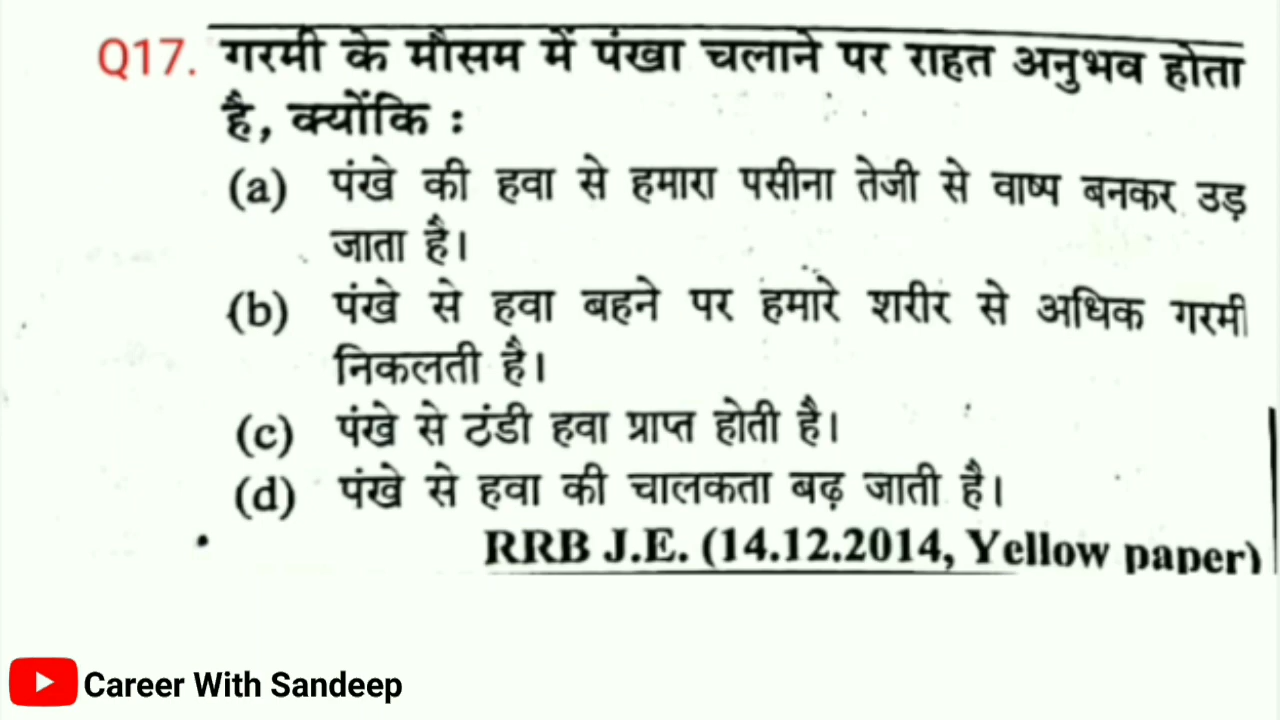 Q17. गरमी के मौसम में पंखा चलाने पर राहत अनुभव होता
है, क्योंकि :
(a) पंखे की हवा से हमारा पसीना तेजी से वाष्प बनकर उड़
जाता है।
(b) पंखे से हवा बहने पर हमारे शरीर से अधिक गरमी
निकलती है।
(c) पंखे से ठंडी हवा प्राप्त होती है।
(d) पंखे से हवा की चालकता बढ़ जाती है।
RRB J.E. (14.12.2014, Yellow paper)
Career With Sandeep